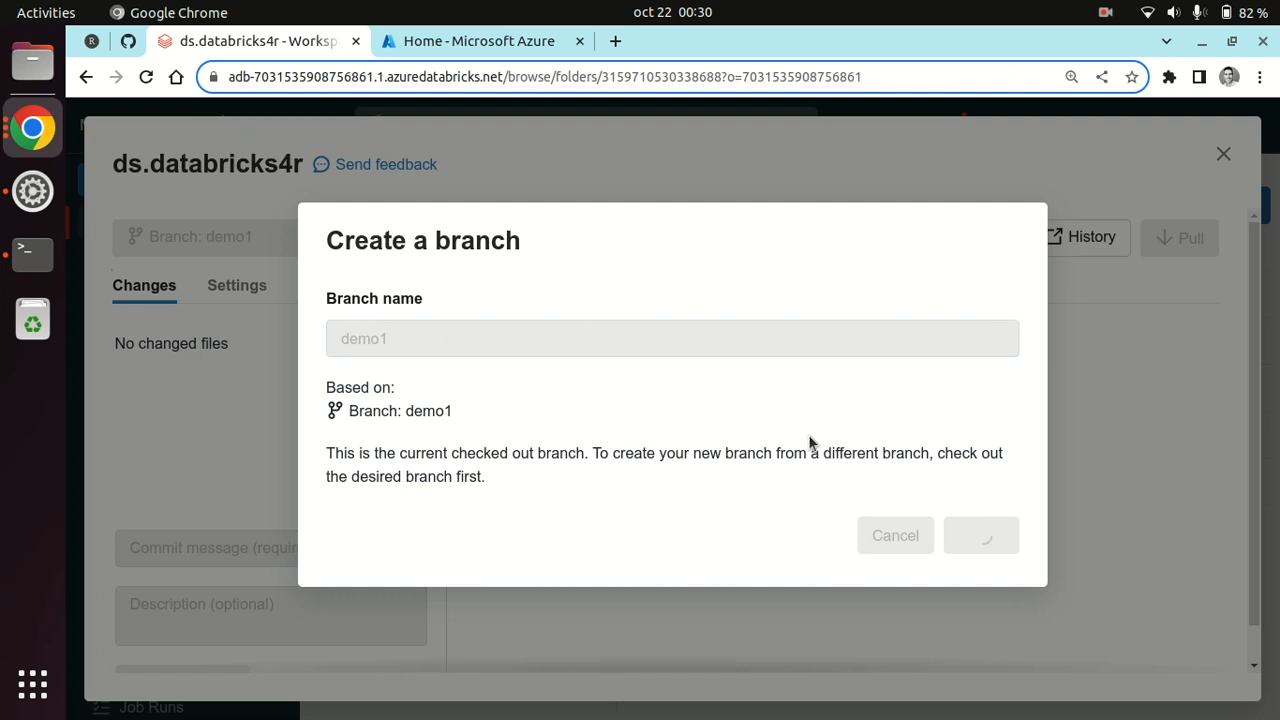 Activities
Google Chrome
oct 22 00:30
82 %
ds.databricks4r - Worksp
Home - Microsoft Azure
adb-7031535908756861.1.azuredatabricks.net/browse/folders/3159710530338688?o=7031535908756861
ds.databricks4r
Send feedback
Branch: demo1
History
Pull
Changes
Settings
No changed files
Commit message (requir
Description (optional)
Create a branch
Branch name
demo1
Based on:
Branch: demo1
This is the current checked out branch. To create your new branch from a different branch, check out
the desired branch first.
Cancel
Job Runs